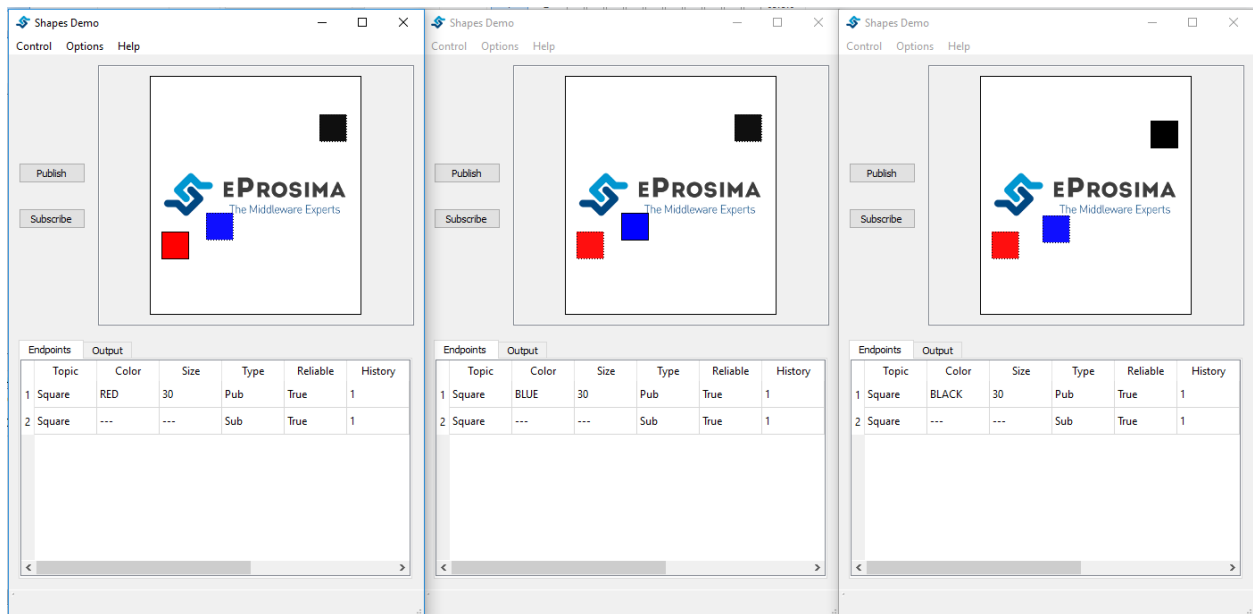 Shapes Demo
Control Options Help
Publish
Subscribe
EPROSIMA
The Middleware Experts
Endpoints Output
Topic Color Size Type Reliable History
1 Square RED 30 Pub True 1
2 Square --- --- Sub True 1
Shapes Demo
Control Options Help
Publish
Subscribe
EPROSIMA
The Middleware Experts
Endpoints Output
Topic Color Size Type Reliable History
1 Square BLUE 30 Pub True 1
2 Square --- --- Sub True 1
Shapes Demo
Control Options Help
Publish
Subscribe
EPROSIMA
The Middleware Experts
Endpoints Output
Topic Color Size Type Reliable History
1 Square BLACK 30 Pub True 1
2 Square --- --- Sub True 1